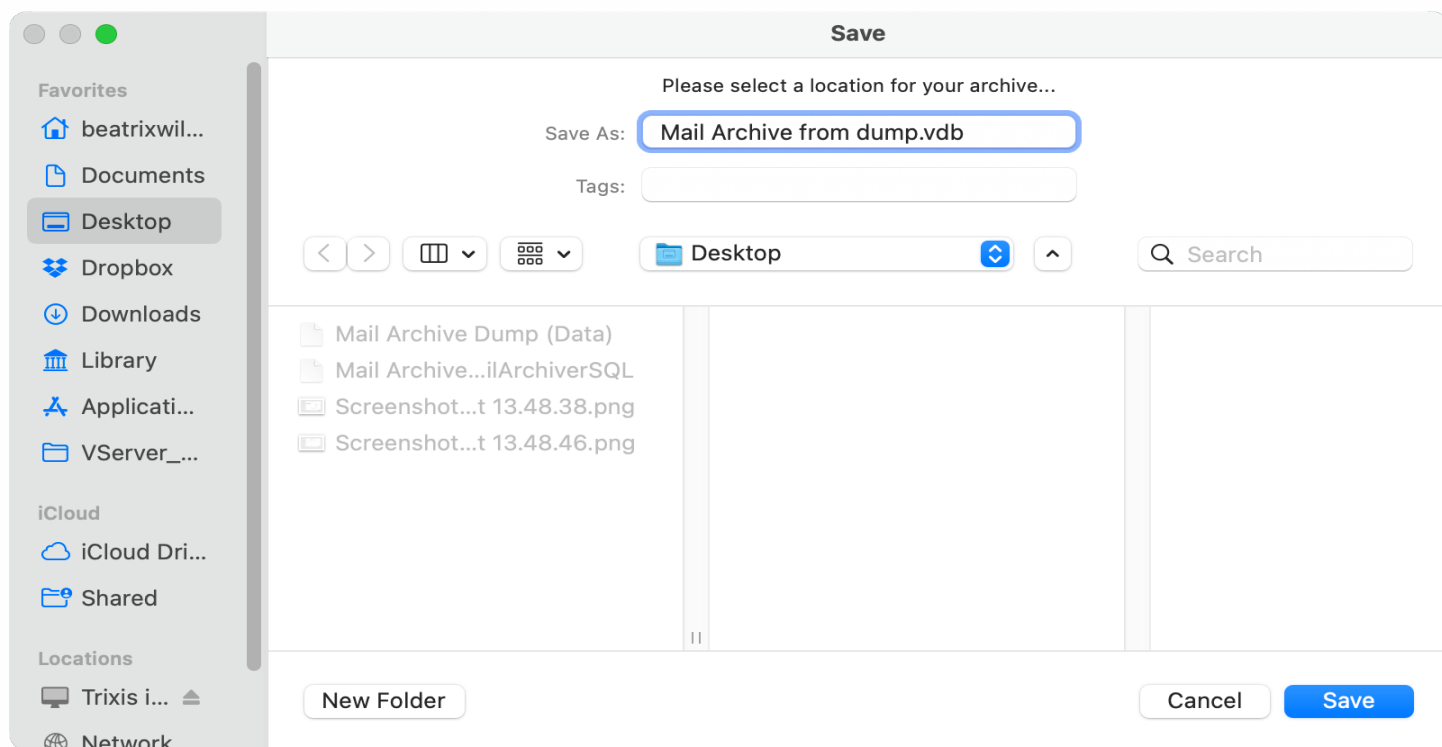 Save
Favorites
beatrixwil...
Documents
Desktop
Dropbox
Downloads
Library
Applicati...
VServer_...
iCloud
iCloud Dri...
Shared
Locations
Trixis i...
Network
Please select a location for your archive...
Save As: Mail Archive from dump.vdb
Tags:
Desktop
Search
Mail Archive Dump (Data)
Mail Archive...ilArchiverSQL
Screenshot...t 13.48.38.png
Screenshot...t 13.48.46.png
New Folder
Cancel
Save